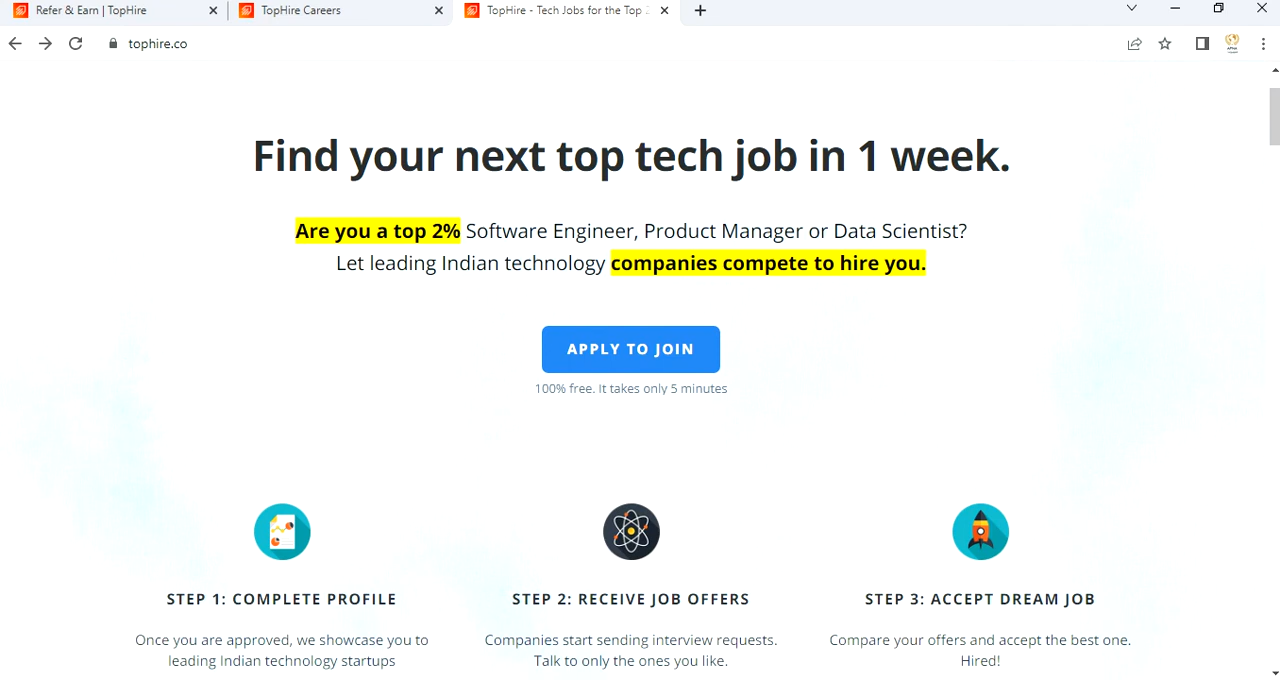 Refer & Earn | TopHire
TopHire Careers
TopHire - Tech Jobs for the Top
tophire.co
Find your next top tech job in 1 week.
Are you a top 2% Software Engineer, Product Manager or Data Scientist?
Let leading Indian technology companies compete to hire you.
APPLY TO JOIN
100% free. It takes only 5 minutes
STEP 1: COMPLETE PROFILE
Once you are approved, we showcase you to
leading Indian technology startups
STEP 2: RECEIVE JOB OFFERS
Companies start sending interview requests.
Talk to only the ones you like.
STEP 3: ACCEPT DREAM JOB
Compare your offers and accept the best one.
Hired!